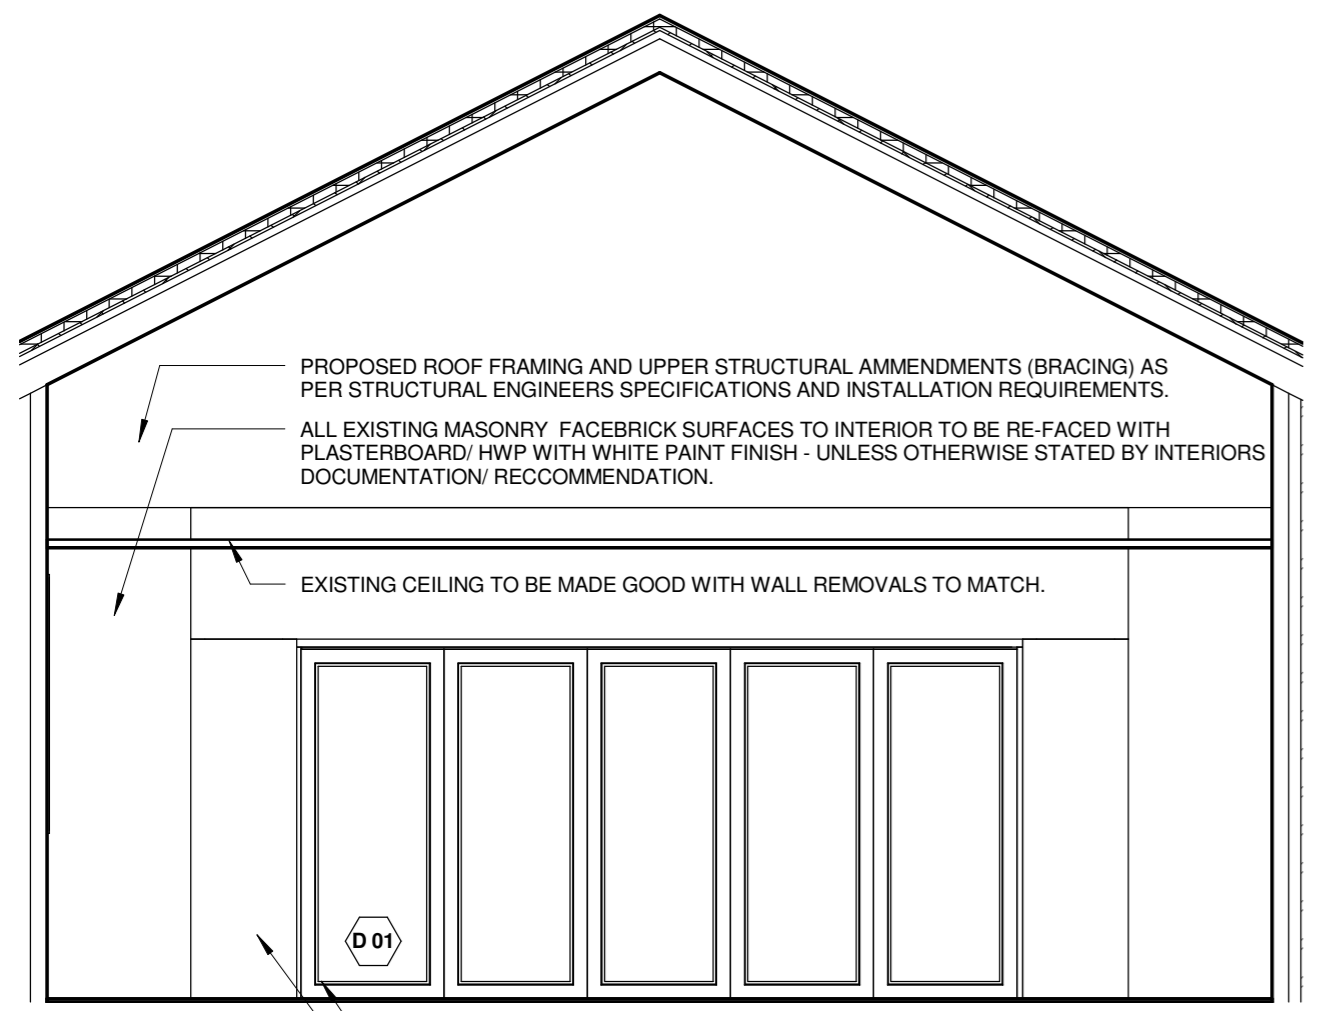 PROPOSED ROOF FRAMING AND UPPER STRUCTURAL AMMENDMENTS (BRACING) AS
PER STRUCTURAL ENGINEERS SPECIFICATIONS AND INSTALLATION REQUIREMENTS.
ALL EXISTING MASONRY FACEBRICK SURFACES TO INTERIOR TO BE RE-FACED WITH
PLASTERBOARD/ HWP WITH WHITE PAINT FINISH - UNLESS OTHERWISE STATED BY INTERIORS
DOCUMENTATION/ RECCOMMENDATION.
EXISTING CEILING TO BE MADE GOOD WITH WALL REMOVALS TO MATCH.
D 01